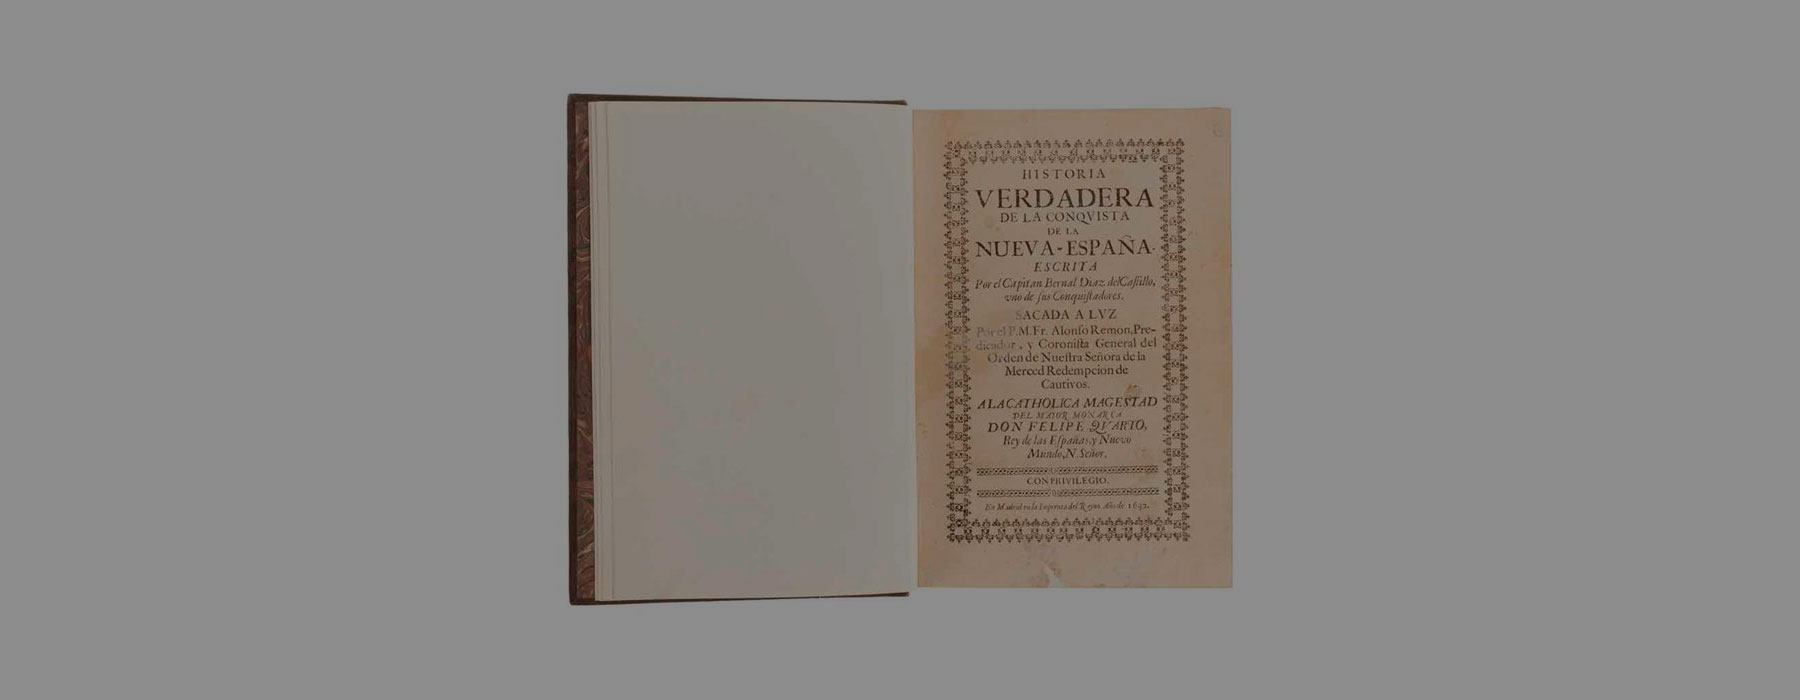 HISTORIA
VERDADERA
DE LA CONQVISTA
DE LA
NUEVA-ESPAÑA.
ESCRITA
Por el Capitan Bernal Diaz delCaſtillo,
vno de ſus Conquiſtadores.
SACADA A LVZ
Por el P.M.Fr. Alonſo Remon, Pre-
dicador, y Coroniſta General del
Orden de Nueſtra Señora de la
Merced Redempcion de
Cautivos.
A LA CATHOLICA MAGESTAD
DEL MAIOR MONARCA
DON FELIPE QVARTO,
Rey de las Eſpañas, y Nuevo
Mundo, N. Señor.
CON PRIVILEGIO.
En Madrid en la Imprenta del Reyno Año de 1632.